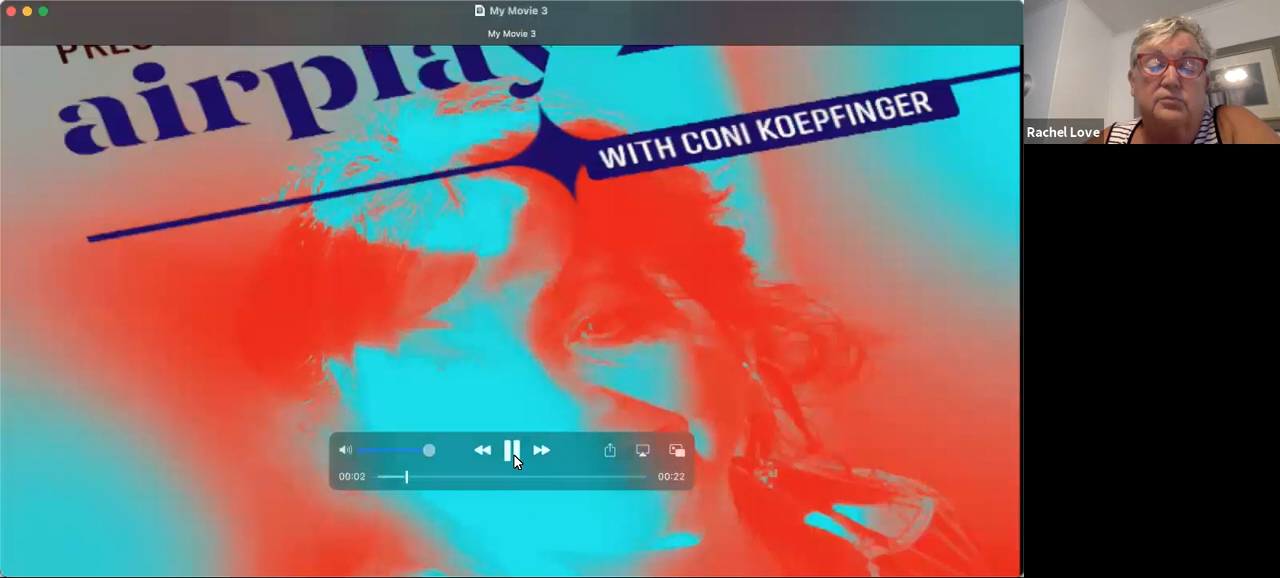 My Movie 3
My Movie 3
airplay
WITH CONI KOEPFINGER
00:02
00:22
Rachel Love